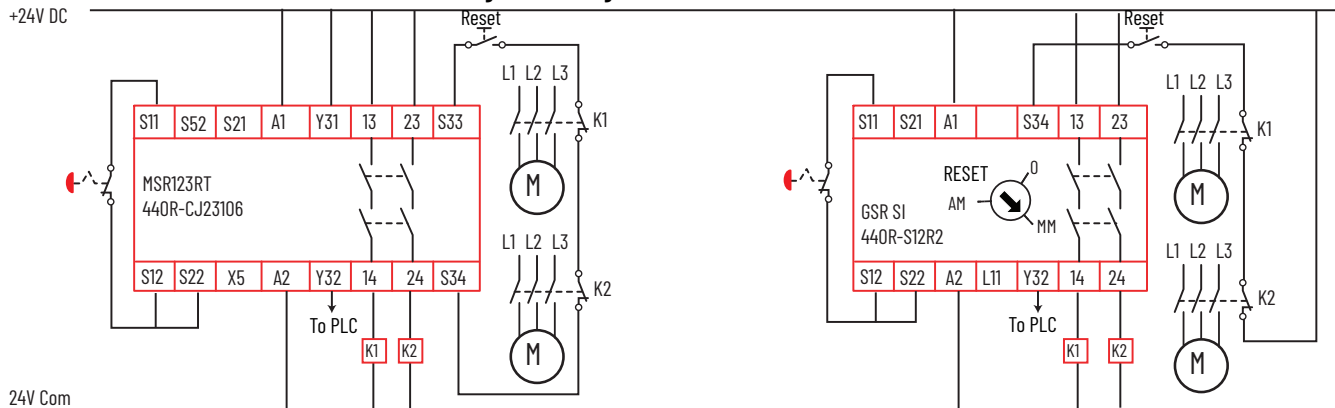 +24V DC
Reset
L1 L2 L3
S11 S52 S21 A1 Y31 13 23 S33
K1
MSR123RT
440R-CJ23106
M
L1 L2 L3
S12 S22 X5 A2 Y32 14 24 S34
K2
To PLC
K1 K2
M
24V Com
Reset
L1 L2 L3
S11 S21 A1 S34 13 23
K1
RESET
0
AM
MM
GSR SI
440R-S12R2
M
L1 L2 L3
S12 S22 A2 L11 Y32 14 24
K2
To PLC
K1 K2
M